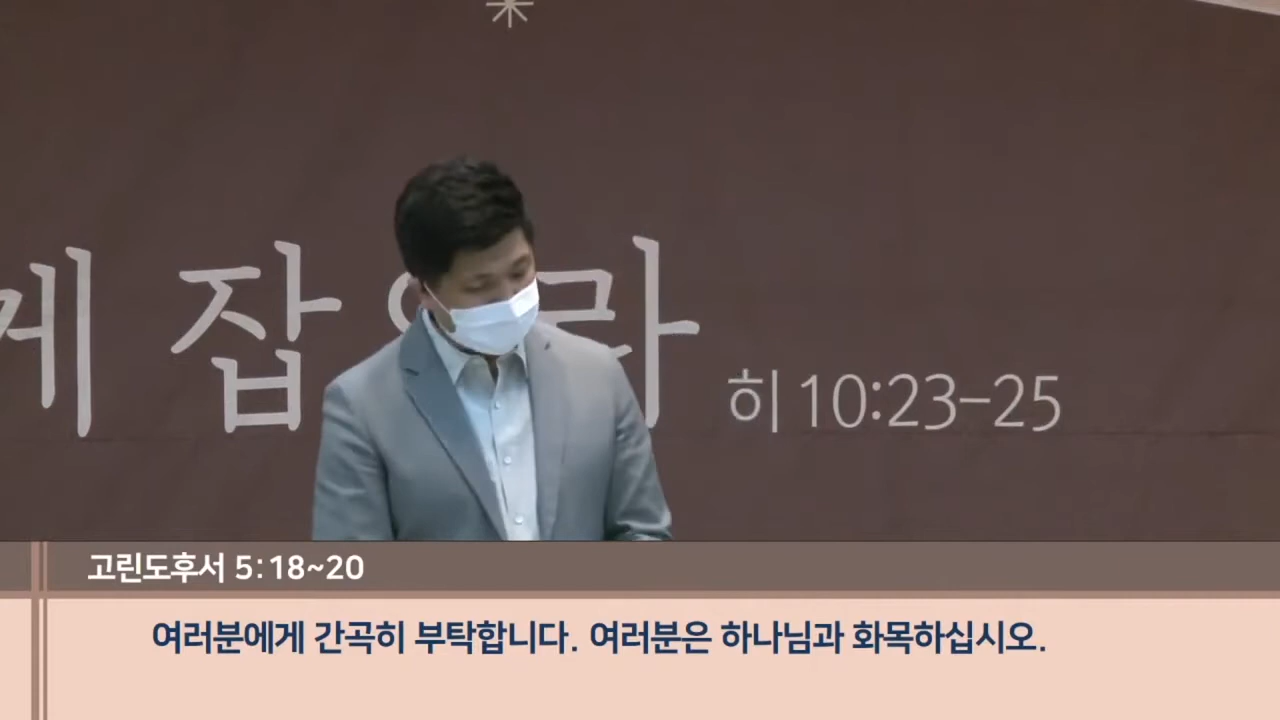 게 잡으라 히 10:23-25
고린도후서 5:18~20
여러분에게 간곡히 부탁합니다. 여러분은 하나님과 화목하십시오.